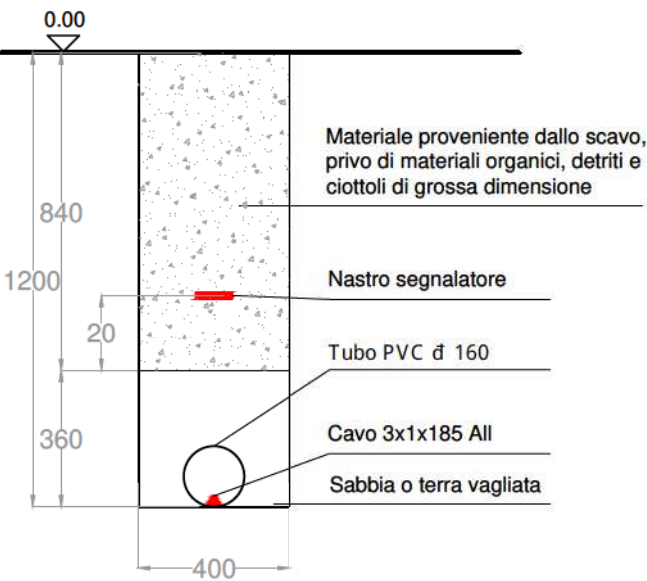 0.00
Materiale proveniente dallo scavo,
privo di materiali organici, detriti e
ciottoli di grossa dimensione
840
1200
Nastro segnalatore
20
Tubo PVC đ 160
360
Cavo 3x1x185 All
Sabbia o terra vagliata
400